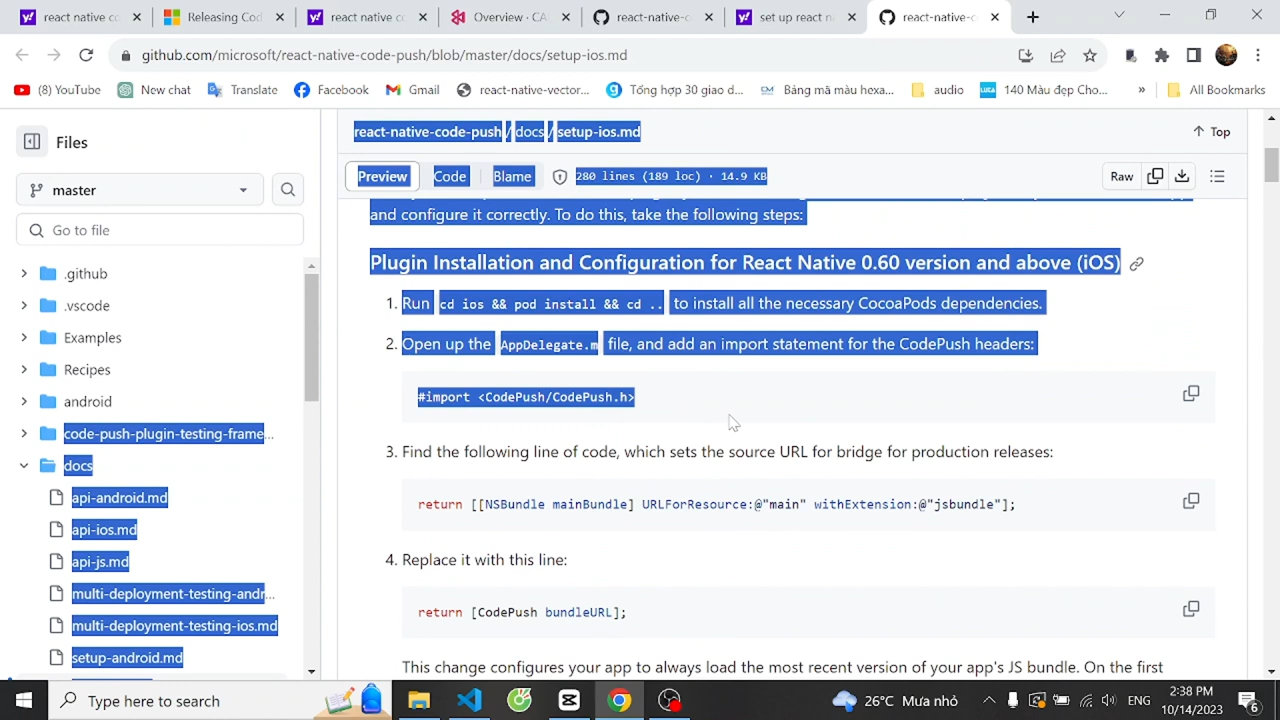 react native co
Releasing Cod
react native co
Overview · CA
react-native-c
set up react n
react-native-c
github.com/microsoft/react-native-code-push/blob/master/docs/setup-ios.md
(8) YouTube
New chat
Translate
Facebook
Gmail
react-native-vector...
Tổng hợp 30 giao d...
Bảng mã màu hexa...
audio
LUCA
140 Màu đẹp Cho...
»
All Bookmarks
Files
react-native-code-push / docs / setup-ios.md
Top
master
Preview
Code
Blame
280 lines (189 loc) · 14.9 KB
Raw
Go to file
and configure it correctly. To do this, take the following steps:
.github
.vscode
Examples
Recipes
android
code-push-plugin-testing-frame...
docs
api-android.md
api-ios.md
api-js.md
multi-deployment-testing-andr...
multi-deployment-testing-ios.md
setup-android.md
Plugin Installation and Configuration for React Native 0.60 version and above (iOS)
1. Run cd ios && pod install && cd .. to install all the necessary CocoaPods dependencies.
2. Open up the AppDelegate.m file, and add an import statement for the CodePush headers:
#import <CodePush/CodePush.h>
3. Find the following line of code, which sets the source URL for bridge for production releases:
return [[NSBundle mainBundle] URLForResource:@"main" withExtension:@"jsbundle"];
4. Replace it with this line:
return [CodePush bundleURL];
This change configures your app to always load the most recent version of your app's JS bundle. On the first
Type here to search
26°C Mưa nhỏ
ENG
2:38 PM
10/14/2023
6